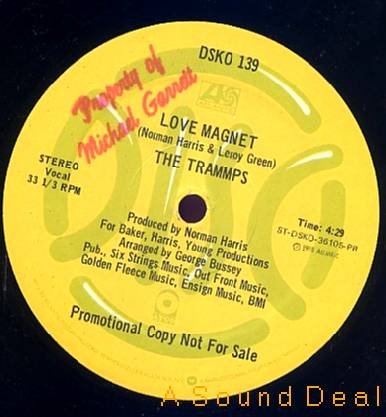 DSKO 139
Property of
Michael Garrett
ATLANTIC
LOVE MAGNET
(Norman Harris & Leroy Green)
THE TRAMMPS
STEREO
Vocal
33 1/3 RPM
Time: 4:29
ST-DSKO-36105-PR
Produced by Norman Harris
For Baker, Harris, Young Productions
Arranged by George Bussey
Pub., Six Strings Music, Out Front Music,
Golden Fleece Music, Ensign Music, BMI
Promotional Copy Not For Sale
A Sound Deal